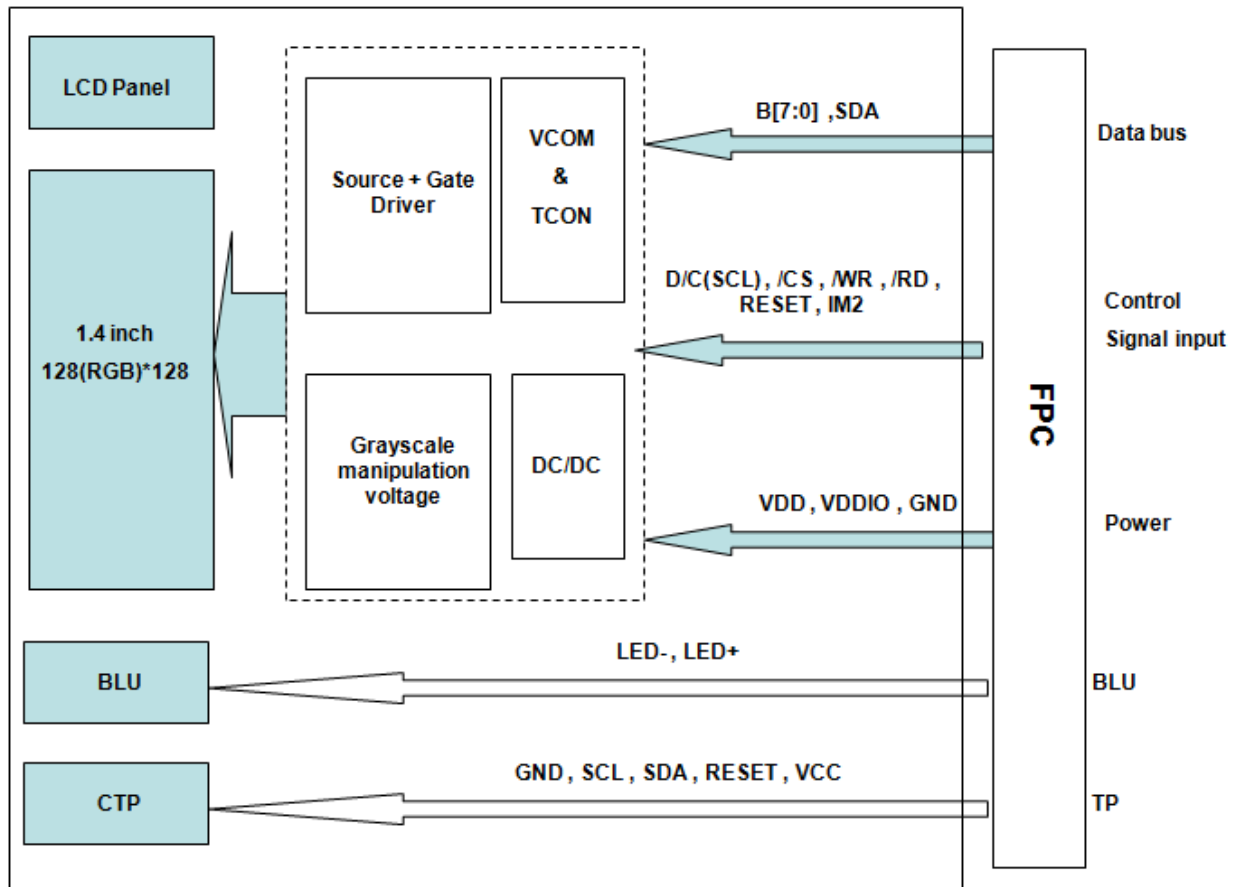 LCD Panel
1.4 inch
128(RGB)*128
Source + Gate
Driver
VCOM
&
TCON
Grayscale
manipulation
voltage
DC/DC
B[7:0] ,SDA
Data bus
D/C(SCL) , /CS , /WR , /RD ,
RESET , IM2
Control
Signal input
FPC
VDD , VDDIO , GND
Power
BLU
LED- , LED+
BLU
CTP
GND , SCL , SDA , RESET , VCC
TP